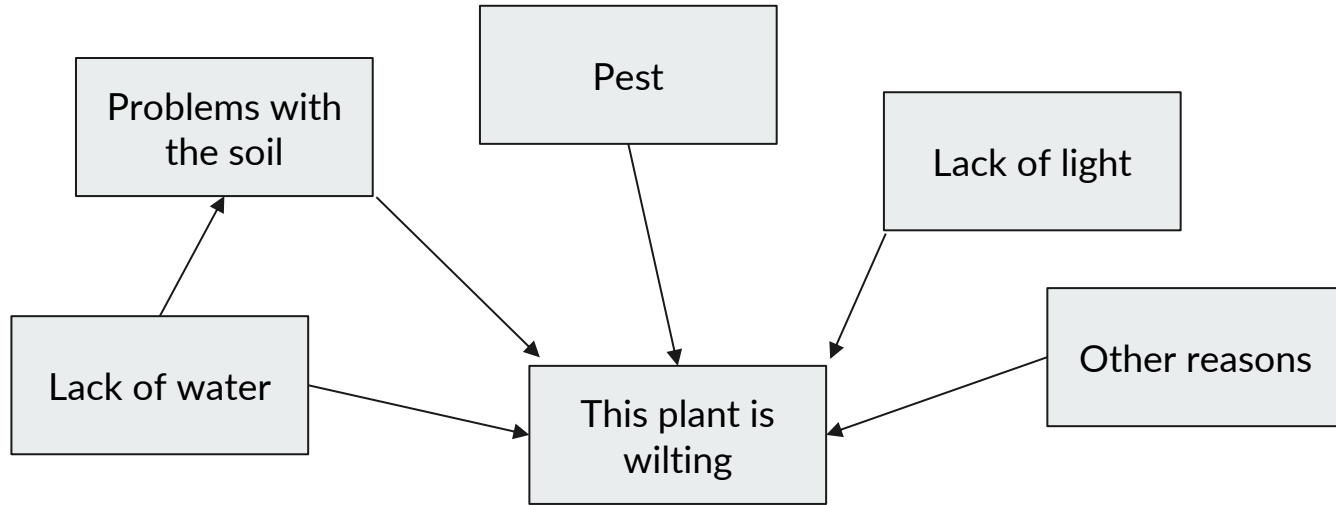 Pest
Problems with
the soil
Lack of light
Lack of water
Other reasons
This plant is
wilting